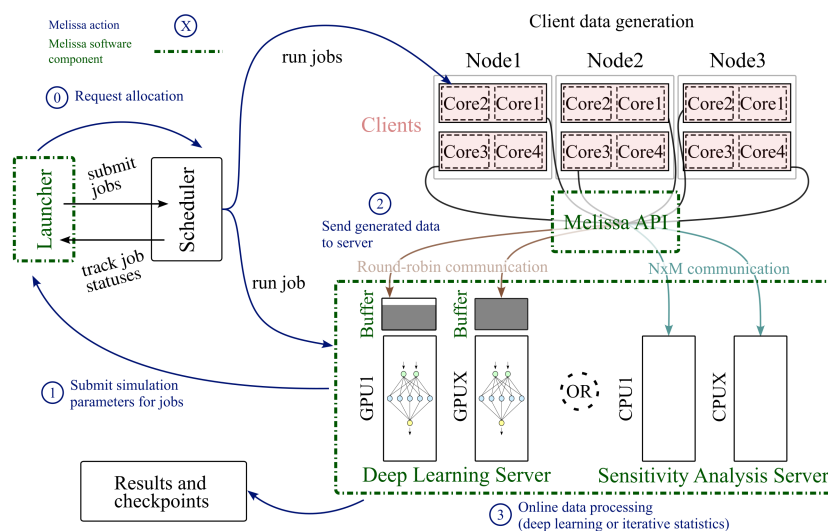 Melissa action
X
Melissa software
component
Client data generation
Node1
Node2
Node3
run jobs
Core2
Core1
Core2
Core1
Core2
Core1
0
Request allocation
Clients
Core3
Core4
Core3
Core4
Core3
Core4
Launcher
submit
jobs
Scheduler
2
Send generated data
to server
Melissa API
track job
statuses
Round-robin communication
NxM communication
run job
Buffer
Buffer
1
Submit simulation
parameters for jobs
GPU1
GPUX
OR
CPU1
CPUX
Deep Learning Server
Sensitivity Analysis Server
Results and
checkpoints
3
Online data processing
(deep learning or iterative statistics)